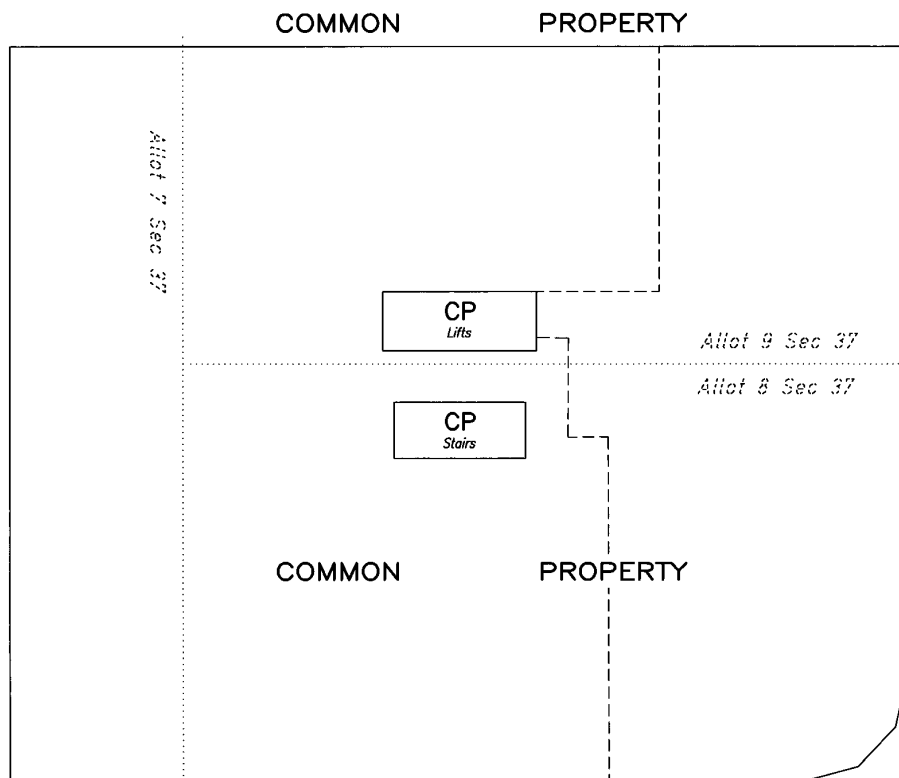 COMMON PROPERTY
Allot 7 Sec 37
CP
Lifts
Allot 9 Sec 37
Allot 8 Sec 37
CP
Stairs
COMMON PROPERTY